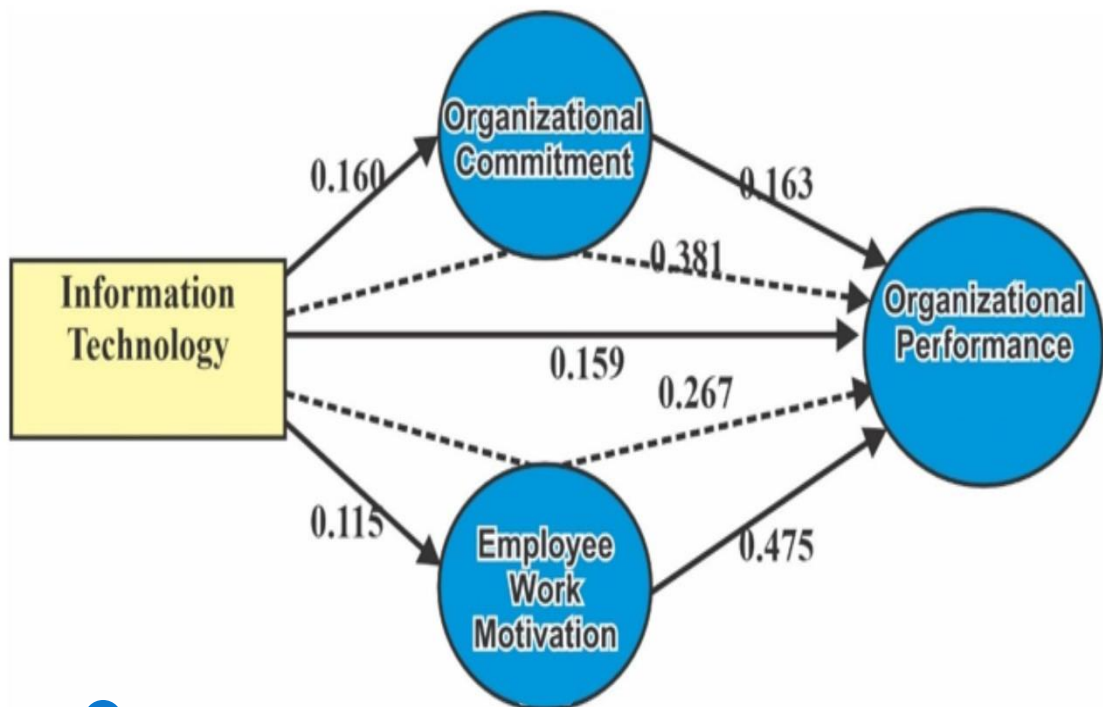 Organizational
Commitment
0.160
0.163
0.381
Information
Technology
Organizational
Performance
0.159
0.267
0.115
0.475
Employee
Work
Motivation